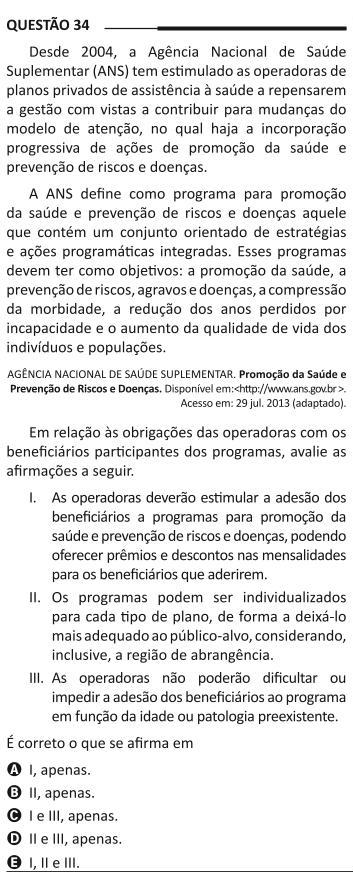 QUESTÃO 34
Desde 2004, a Agência Nacional de Saúde
Suplementar (ANS) tem estimulado as operadoras de
planos privados de assistência à saúde a repensarem
a gestão com vistas a contribuir para mudanças do
modelo de atenção, no qual haja a incorporação
progressiva de ações de promoção da saúde e
prevenção de riscos e doenças.
A ANS define como programa para promoção
da saúde e prevenção de riscos e doenças aquele
que contém um conjunto orientado de estratégias
e ações programáticas integradas. Esses programas
devem ter como objetivos: a promoção da saúde, a
prevenção de riscos, agravos e doenças, a compressão
da morbidade, a redução dos anos perdidos por
incapacidade e o aumento da qualidade de vida dos
indivíduos e populações.
AGÊNCIA NACIONAL DE SAÚDE SUPLEMENTAR. Promoção da Saúde e
Prevenção de Riscos e Doenças. Disponível em:<http://www.ans.gov.br >.
Acesso em: 29 jul. 2013 (adaptado).
Em relação às obrigações das operadoras com os
beneficiários participantes dos programas, avalie as
afirmações a seguir.
I. As operadoras deverão estimular a adesão dos
beneficiários a programas para promoção da
saúde e prevenção de riscos e doenças, podendo
oferecer prêmios e descontos nas mensalidades
para os beneficiários que aderirem.
II. Os programas podem ser individualizados
para cada tipo de plano, de forma a deixá-lo
mais adequado ao público-alvo, considerando,
inclusive, a região de abrangência.
III. As operadoras não poderão dificultar ou
impedir a adesão dos beneficiários ao programa
em função da idade ou patologia preexistente.
É correto o que se afirma em
A I, apenas.
B II, apenas.
C I e III, apenas.
D II e III, apenas.
E I, II e III.